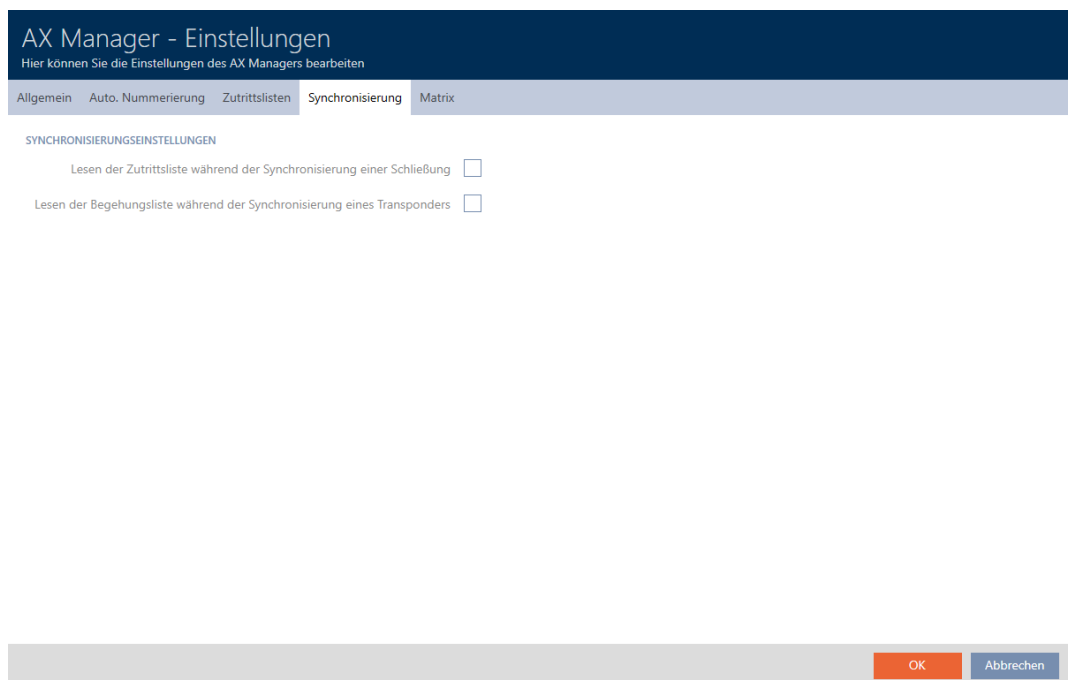 AX Manager - Einstellungen
Hier können Sie die Einstellungen des AX Managers bearbeiten
Allgemein Auto. Nummerierung Zutrittslisten Synchronisierung Matrix
SYNCHRONISIERUNGSEINSTELLUNGEN
Lesen der Zutrittsliste während der Synchronisierung einer Schließung
Lesen der Begehungsliste während der Synchronisierung eines Transponders
OK Abbrechen